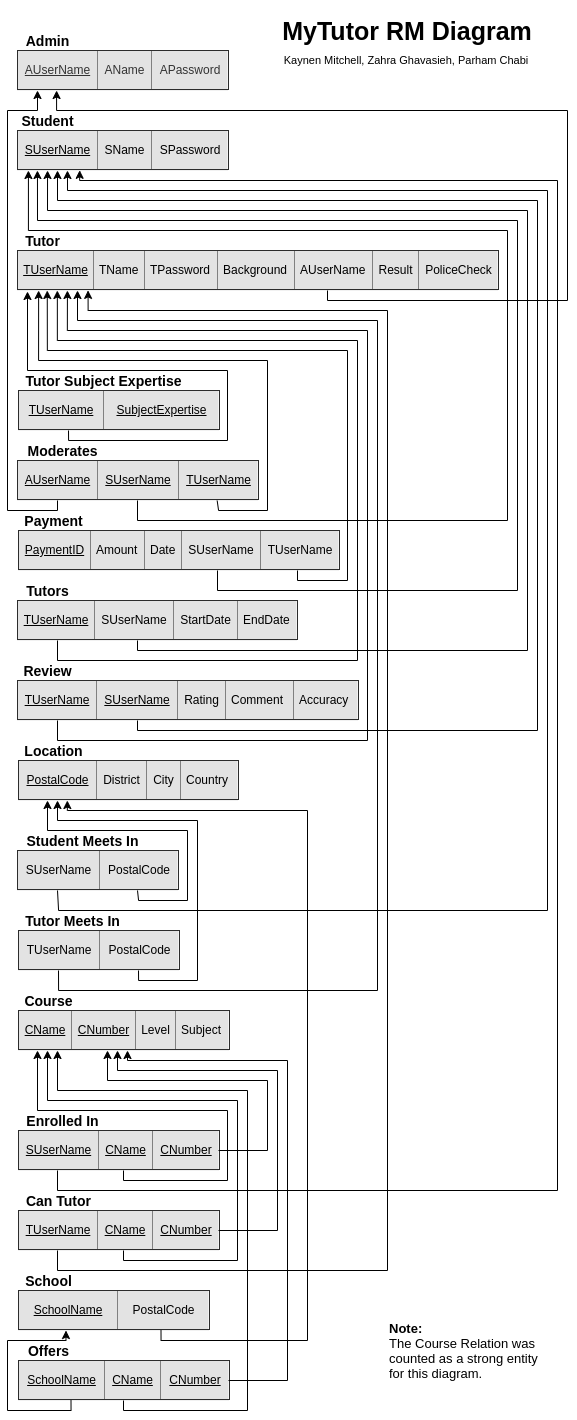 MyTutor RM Diagram
Kaynen Mitchell, Zahra Ghavasieh, Parham Chabi
Admin
AUserName AName APassword
Student
SUserName SName SPassword
Tutor
TUserName TName TPassword Background AUserName Result PoliceCheck
Tutor Subject Expertise
TUserName SubjectExpertise
Moderates
AUserName SUserName TUserName
Payment
PaymentID Amount Date SUserName TUserName
Tutors
TUserName SUserName StartDate EndDate
Review
TUserName SUserName Rating Comment Accuracy
Location
PostalCode District City Country
Student Meets In
SUserName PostalCode
Tutor Meets In
TUserName PostalCode
Course
CName CNumber Level Subject
Enrolled In
SUserName CName CNumber
Can Tutor
TUserName CName CNumber
School
SchoolName PostalCode
Offers
SchoolName CName CNumber
Note:
The Course Relation was
counted as a strong entity
for this diagram.